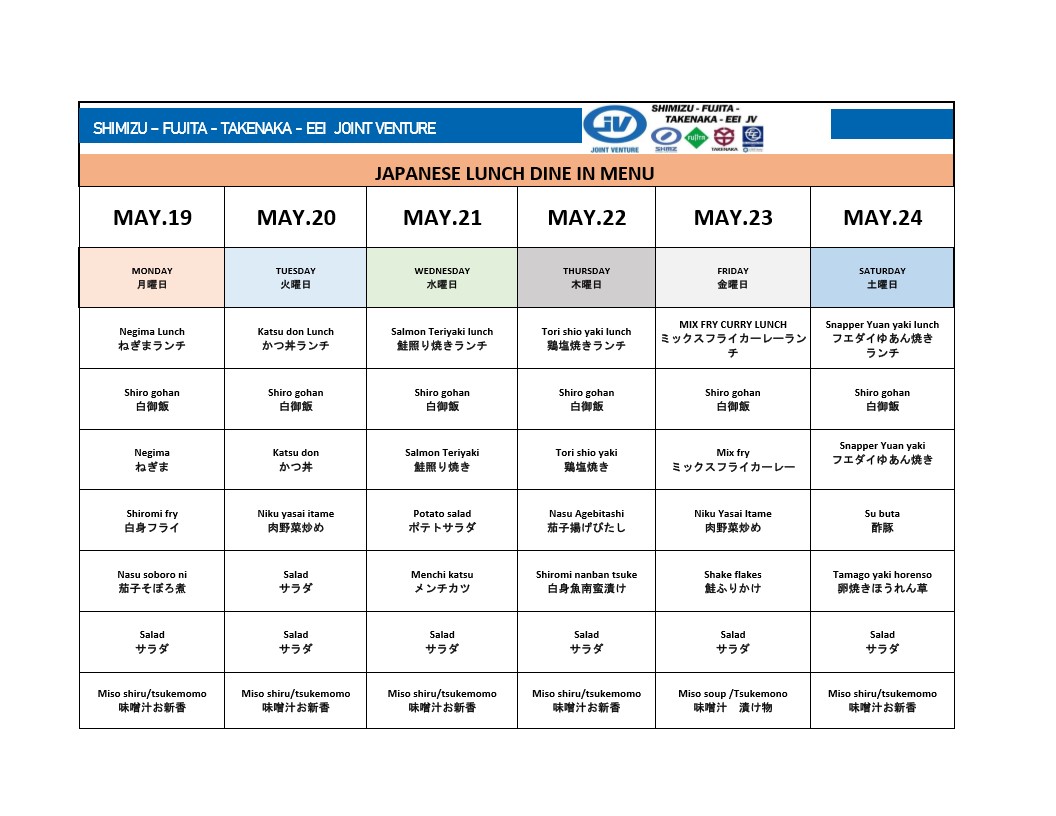 SHIMIZU – FUJITA - TAKENAKA - EEI JOINT VENTURE
JV
JOINT VENTURE
SHIMIZU - FUJITA -
TAKENAKA - EEI JV
FUJITA
TAKENAKA
JAPANESE LUNCH DINE IN MENU
MAY.19 MAY.20 MAY.21 MAY.22 MAY.23 MAY.24
MONDAY TUESDAY WEDNESDAY THURSDAY FRIDAY SATURDAY
月曜日 火曜日 水曜日 木曜日 金曜日 土曜日
Negima Lunch
ねぎまランチ
Katsu don Lunch
かつ丼ランチ
Salmon Teriyaki lunch
鮭照り焼きランチ
Tori shio yaki lunch
鶏塩焼きランチ
MIX FRY CURRY LUNCH
ミックスフライカーレーラン
チ
Snapper Yuan yaki lunch
フエダイゆあん焼き
ランチ
Shiro gohan Shiro gohan Shiro gohan Shiro gohan Shiro gohan Shiro gohan
白御飯 白御飯 白御飯 白御飯 白御飯 白御飯
Negima
ねぎま
Katsu don
かつ丼
Salmon Teriyaki
鮭照り焼き
Tori shio yaki
鶏塩焼き
Mix fry
ミックスフライカーレー
Snapper Yuan yaki
フエダイゆあん焼き
Shiromi fry
白身フライ
Niku yasai itame
肉野菜炒め
Potato salad
ポテトサラダ
Nasu Agebitashi
茄子揚げびたし
Niku Yasai Itame
肉野菜炒め
Su buta
酢豚
Nasu soboro ni
茄子そぼろ煮
Salad
サラダ
Menchi katsu
メンチカツ
Shiromi nanban tsuke
白身魚南蛮漬け
Shake flakes
鮭ふりかけ
Tamago yaki horenso
卵焼きほうれん草
Salad Salad Salad Salad Salad Salad
サラダ サラダ サラダ サラダ サラダ サラダ
Miso shiru/tsukemomo Miso shiru/tsukemomo Miso shiru/tsukemomo Miso shiru/tsukemomo Miso soup /Tsukemono Miso shiru/tsukemomo
味噌汁お新香 味噌汁お新香 味噌汁お新香 味噌汁お新香 味噌汁　漬け物 味噌汁お新香